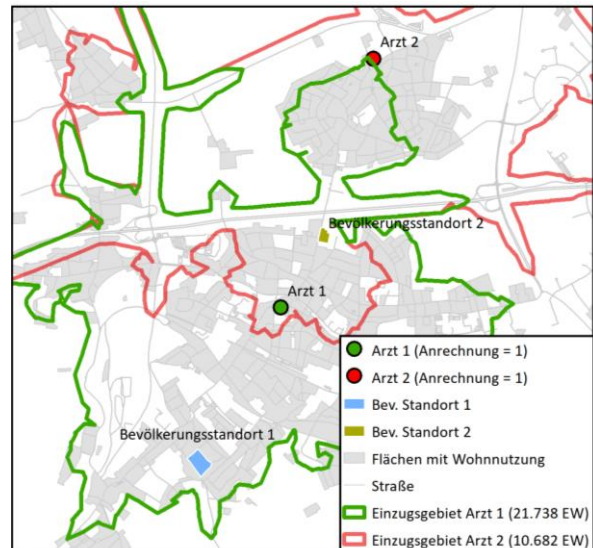 Arzt 2
Bevölkerungsstandort 2
Arzt 1
Bevölkerungsstandort 1
Arzt 1 (Anrechnung = 1)
Arzt 2 (Anrechnung = 1)
Bev. Standort 1
Bev. Standort 2
Flächen mit Wohnnutzung
Straße
Einzugsgebiet Arzt 1 (21.738 EW)
Einzugsgebiet Arzt 2 (10.682 EW)